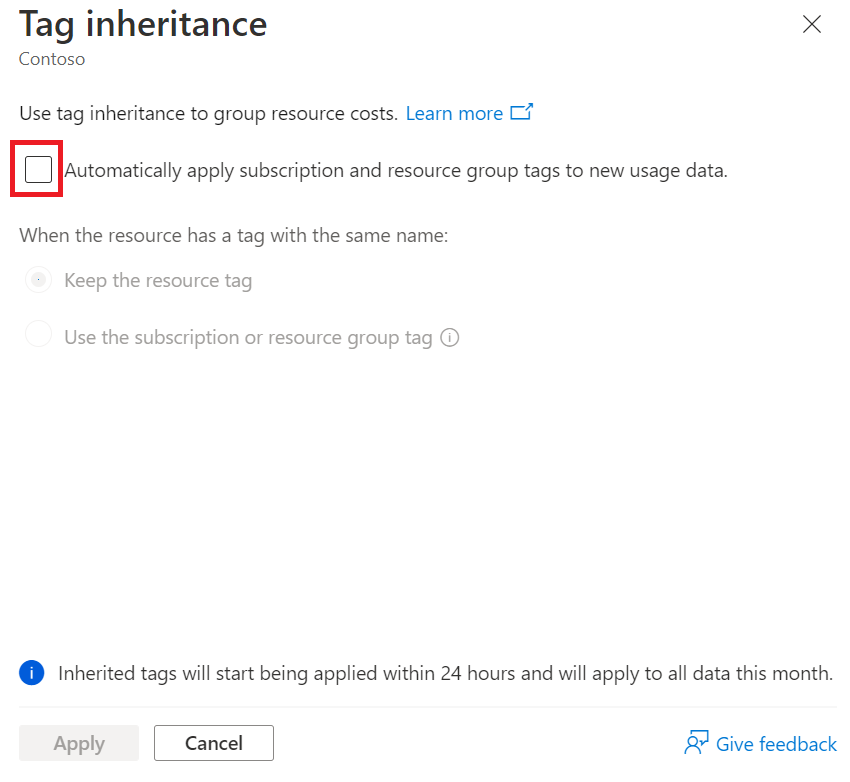 Tag inheritance
Contoso
Use tag inheritance to group resource costs. Learn more
Automatically apply subscription and resource group tags to new usage data.
When the resource has a tag with the same name:
Keep the resource tag
Use the subscription or resource group tag
Inherited tags will start being applied within 24 hours and will apply to all data this month.
Apply Cancel Give feedback